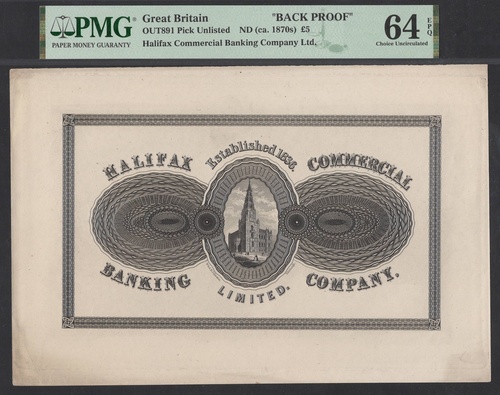 PMG
PAPER MONEY GUARANTY
Great Britain "BACK PROOF"
OUT891 Pick Unlisted ND (ca. 1870s) £5
Halifax Commercial Banking Company Ltd.
64 EPQ
Choice Uncirculated
Established 1836.
HALIFAX COMMERCIAL
BANKING COMPANY.
LIMITED.